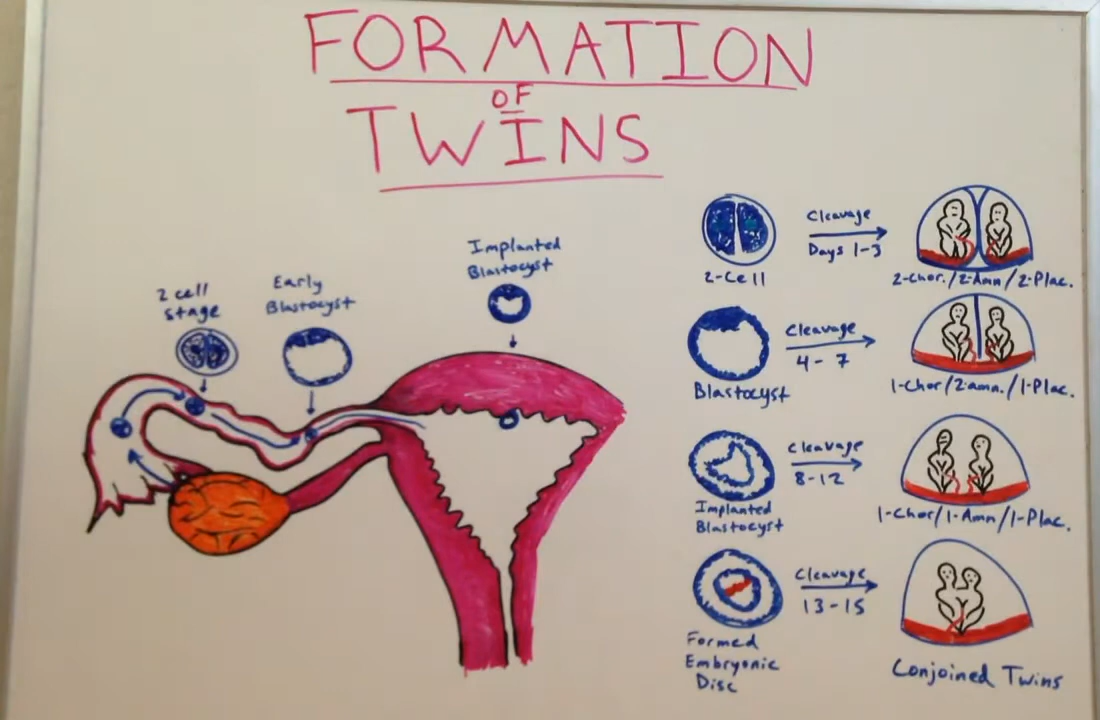 FORMATION
OF
TWINS
2 cell
stage
Early
Blastocyst
Implanted
Blastocyst
2-Cell
Cleavage
Days 1-3
2-Chor./2-Amn/2-Plac.
Blastocyst
Cleavage
4-7
1-Chor/2-amn./1-Plac.
Implanted
Blastocyst
Cleavage
8-12
1-Chor/1-Amn/1-Plac.
Formed
Embryonic
Disc
Cleavage
13-15
Conjoined Twins